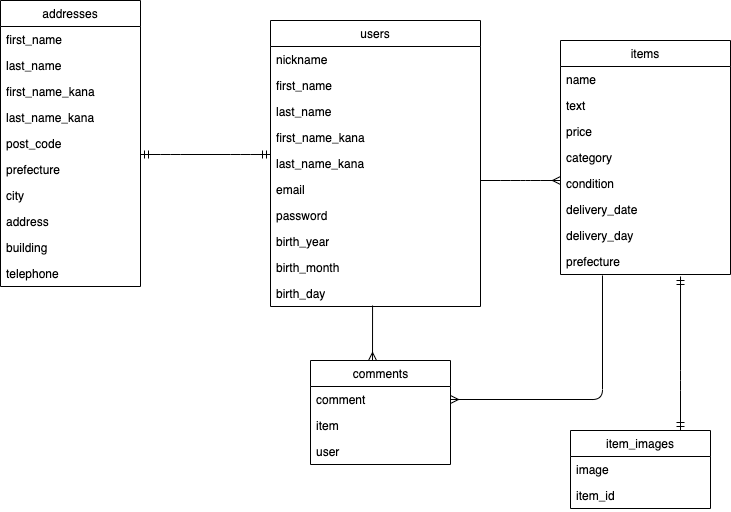 addresses
first_name
last_name
first_name_kana
last_name_kana
post_code
prefecture
city
address
building
telephone
users
nickname
first_name
last_name
first_name_kana
last_name_kana
email
password
birth_year
birth_month
birth_day
items
name
text
price
category
condition
delivery_date
delivery_day
prefecture
comments
comment
item
user
item_images
image
item_id